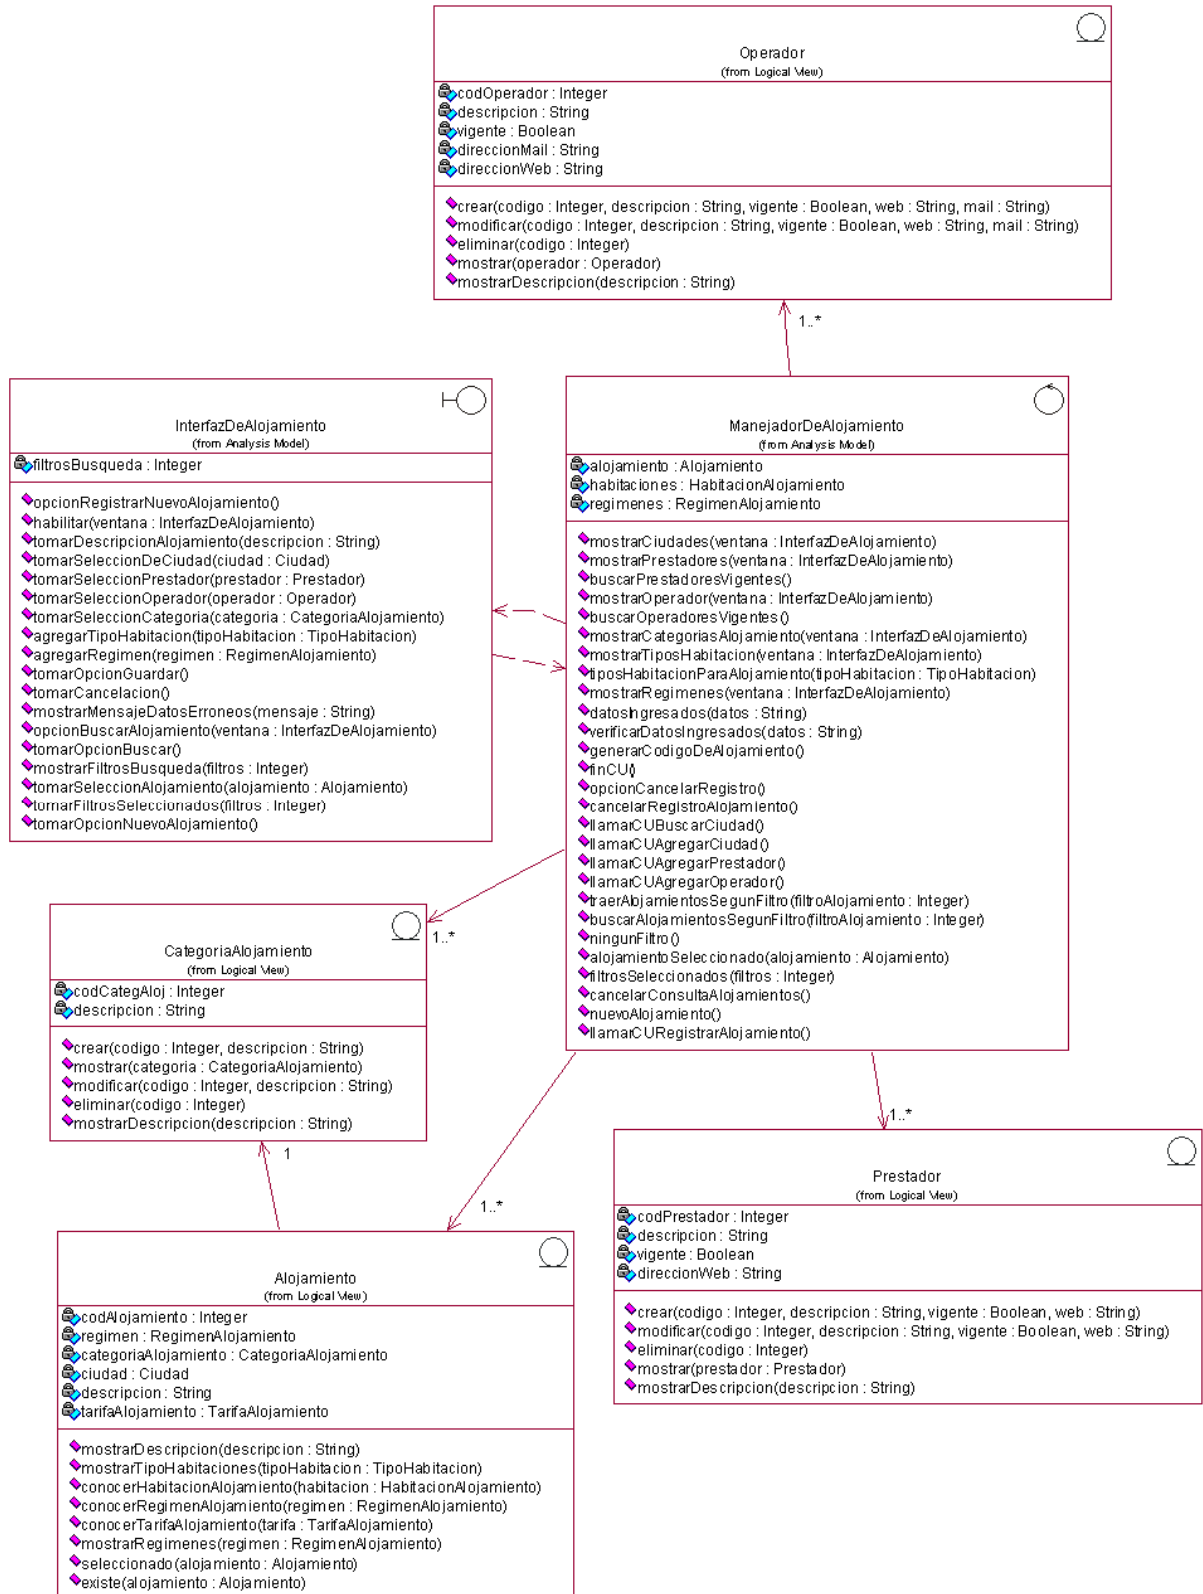 Operador
(from Logical View)
codOperador : Integer
descripcion : String
vigente : Boolean
direccionMail : String
direccionWeb : String
crear(codigo : Integer, descripcion : String, vigente : Boolean, web : String, mail : String)
modificar(codigo : Integer, descripcion : String, vigente : Boolean, web : String, mail : String)
eliminar(codigo : Integer)
mostrar(operador : Operador)
mostrarDescripcion(descripcion : String)
1..*
InterfazDeAlojamiento
(from Analysis Model)
filtrosBusqueda : Integer
opcionRegistrarNuevoAlojamiento()
habilitar(ventana : InterfazDeAlojamiento)
tomarDescripcionAlojamiento(descripcion : String)
tomarSeleccionDeCiudad(ciudad : Ciudad)
tomarSeleccionPrestador(prestador : Prestador)
tomarSeleccionOperador(operador : Operador)
tomarSeleccionCategoria(categoria : CategoriaAlojamiento)
agregarTipoHabitacion(tipoHabitacion : TipoHabitacion)
agregarRegimen(regimen : RegimenAlojamiento)
tomarOpcionGuardar()
tomarCancelacion()
mostrarMensajeDatosErroneos(mensaje : String)
opcionBuscarAlojamiento(ventana : InterfazDeAlojamiento)
tomarOpcionBuscar()
mostrarFiltrosBusqueda(filtros : Integer)
tomarSeleccionAlojamiento(alojamiento : Alojamiento)
tomarFiltrosSeleccionados(filtros : Integer)
tomarOpcionNuevoAlojamiento()
ManejadorDeAlojamiento
(from Analysis Model)
alojamiento : Alojamiento
habitaciones : HabitacionAlojamiento
regimenes : RegimenAlojamiento
mostrarCiudades(ventana : InterfazDeAlojamiento)
mostrarPrestadores(ventana : InterfazDeAlojamiento)
buscarPrestadoresVigentes()
mostrarOperador(ventana : InterfazDeAlojamiento)
buscarOperadoresVigentes()
mostrarCategoriasAlojamiento(ventana : InterfazDeAlojamiento)
mostrarTiposHabitacion(ventana : InterfazDeAlojamiento)
tiposHabitacionParaAlojamiento(tipoHabitacion : TipoHabitacion)
mostrarRegimenes(ventana : InterfazDeAlojamiento)
datosIngresados(datos : String)
verificarDatosIngresados(datos : String)
generarCodigoDeAlojamiento()
finCU()
opcionCancelarRegistro()
cancelarRegistroAlojamiento()
llamarCUBuscarCiudad()
llamarCUAgregarCiudad()
llamarCUAgregarPrestador()
llamarCUAgregarOperador()
traerAlojamientosSegunFiltro(filtroAlojamiento : Integer)
buscarAlojamientosSegunFiltro(filtroAlojamiento : Integer)
ningunFiltro()
alojamientoSeleccionado(alojamiento : Alojamiento)
filtrosSeleccionados(filtros : Integer)
cancelarConsultaAlojamientos()
nuevoAlojamiento()
llamarCURegistrarAlojamiento()
1..*
CategoriaAlojamiento
(from Logical View)
codCategAloj : Integer
descripcion : String
crear(codigo : Integer, descripcion : String)
mostrar(categoria : CategoriaAlojamiento)
modificar(codigo : Integer, descripcion : String)
eliminar(codigo : Integer)
mostrarDescripcion(descripcion : String)
1
1..*
1..*
Prestador
(from Logical View)
codPrestador : Integer
descripcion : String
vigente : Boolean
direccionWeb : String
crear(codigo : Integer, descripcion : String, vigente : Boolean, web : String)
modificar(codigo : Integer, descripcion : String, vigente : Boolean, web : String)
eliminar(codigo : Integer)
mostrar(prestador : Prestador)
mostrarDescripcion(descripcion : String)
Alojamiento
(from Logical View)
codAlojamiento : Integer
regimen : RegimenAlojamiento
categoriaAlojamiento : CategoriaAlojamiento
ciudad : Ciudad
descripcion : String
tarifaAlojamiento : TarifaAlojamiento
mostrarDescripcion(descripcion : String)
mostrarTipoHabitaciones(tipoHabitacion : TipoHabitacion)
conocerHabitacionAlojamiento(habitacion : HabitacionAlojamiento)
conocerRegimenAlojamiento(regimen : RegimenAlojamiento)
conocerTarifaAlojamiento(tarifa : TarifaAlojamiento)
mostrarRegimenes(regimen : RegimenAlojamiento)
seleccionado(alojamiento : Alojamiento)
existe(alojamiento : Alojamiento)